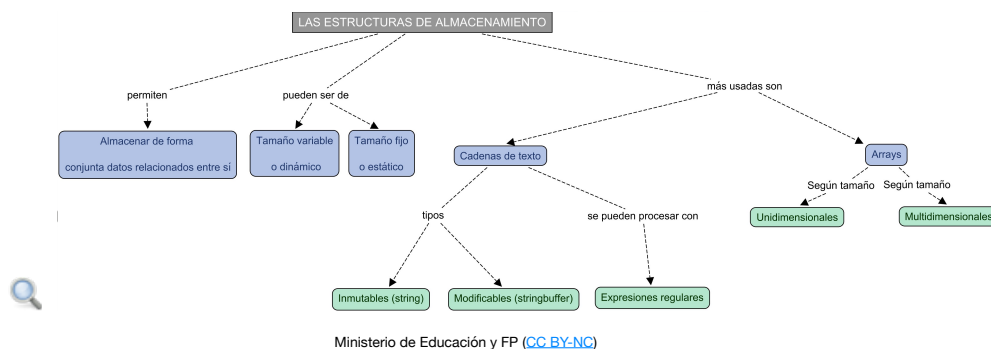 LAS ESTRUCTURAS DE ALMACENAMIENTO
permiten
pueden ser de
más usadas son
Almacenar de forma
conjunta datos relacionados entre sí
Tamaño variable
o dinámico
Tamaño fijo
o estático
Cadenas de texto
Arrays
Según tamaño
Según tamaño
Unidimensionales
Multidimensionales
tipos
se pueden procesar con
Inmutables (string)
Modificables (stringbuffer)
Expresiones regulares
Ministerio de Educación y FP (CC BY-NC)